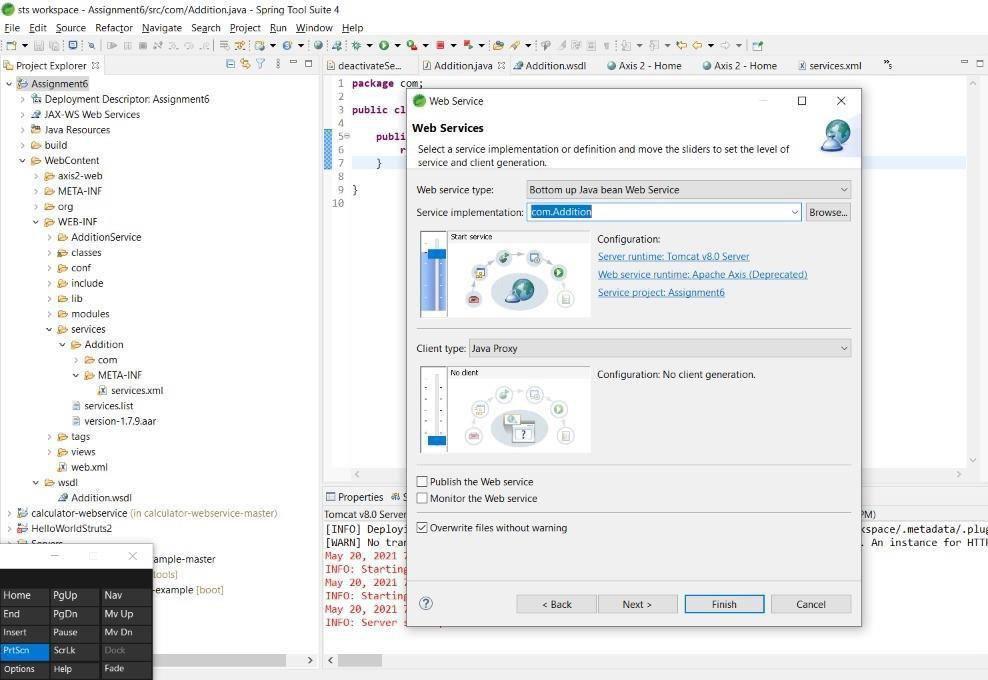 sts workspace - Assignment6/src/com/Addition.java - Spring Tool Suite 4
File Edit Source Refactor Navigate Search Project Run Window Help
Project Explorer
deactivateSe... Addition.java Addition.wsdl Axis 2 - Home Axis 2 - Home services.xml »5
Assignment6
Deployment Descriptor: Assignment6
JAX-WS Web Services
Java Resources
build
WebContent
axis2-web
META-INF
org
WEB-INF
AdditionService
classes
conf
include
lib
modules
services
Addition
com
META-INF
services.xml
services.list
version-1.7.9.aar
tags
views
web.xml
wsdl
Addition.wsdl
calculator-webservice (in calculator-webservice-master)
HelloWorldStruts2
Servers
ample-master
tools]
-example [boot]
1 package com;
2
3 public cl
4
5 publi
6 r
7 }
8
9 }
10
Web Service
Web Services
Select a service implementation or definition and move the sliders to set the level of
service and client generation.
Web service type: Bottom up Java bean Web Service
Service implementation: com.Addition Browse...
Start service
Configuration:
Server runtime: Tomcat v8.0 Server
Web service runtime: Apache Axis (Deprecated)
Service project: Assignment6
Client type: Java Proxy
No client
Configuration: No client generation.
Publish the Web service
Monitor the Web service
Overwrite files without warning
? < Back Next > Finish Cancel
Properties
Tomcat v8.0 Server PM)
[INFO] Deployi kspace/.metadata/.plug
[WARN] No tran . An instance for HTTP
May 20, 2021 7
INFO: Starting
May 20, 2021 7
INFO: Starting
May 20, 2021 7
INFO: Server s
Home PgUp Nav
End PgDn Mv Up
Insert Pause Mv Dn
PrtScn ScrLk Dock
Options Help Fade